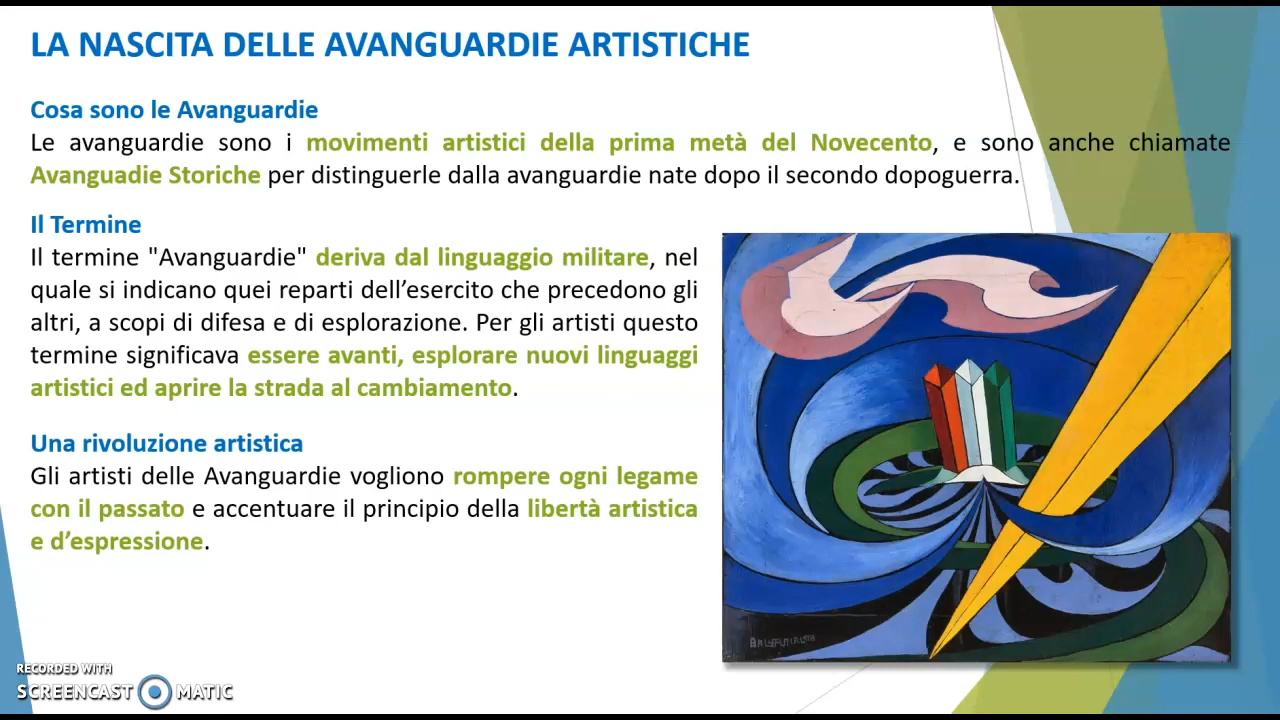 LA NASCITA DELLE AVANGUARDIE ARTISTICHE
Cosa sono le Avanguardie
Le avanguardie sono i movimenti artistici della prima metà del Novecento, e sono anche chiamate
Avanguadie Storiche per distinguerle dalla avanguardie nate dopo il secondo dopoguerra.
Il Termine
Il termine "Avanguardie" deriva dal linguaggio militare, nel
quale si indicano quei reparti dell’esercito che precedono gli
altri, a scopi di difesa e di esplorazione. Per gli artisti questo
termine significava essere avanti, esplorare nuovi linguaggi
artistici ed aprire la strada al cambiamento.
Una rivoluzione artistica
Gli artisti delle Avanguardie vogliono rompere ogni legame
con il passato e accentuare il principio della libertà artistica
e d’espressione.
RECORDED WITH
SCREENCAST MATIC